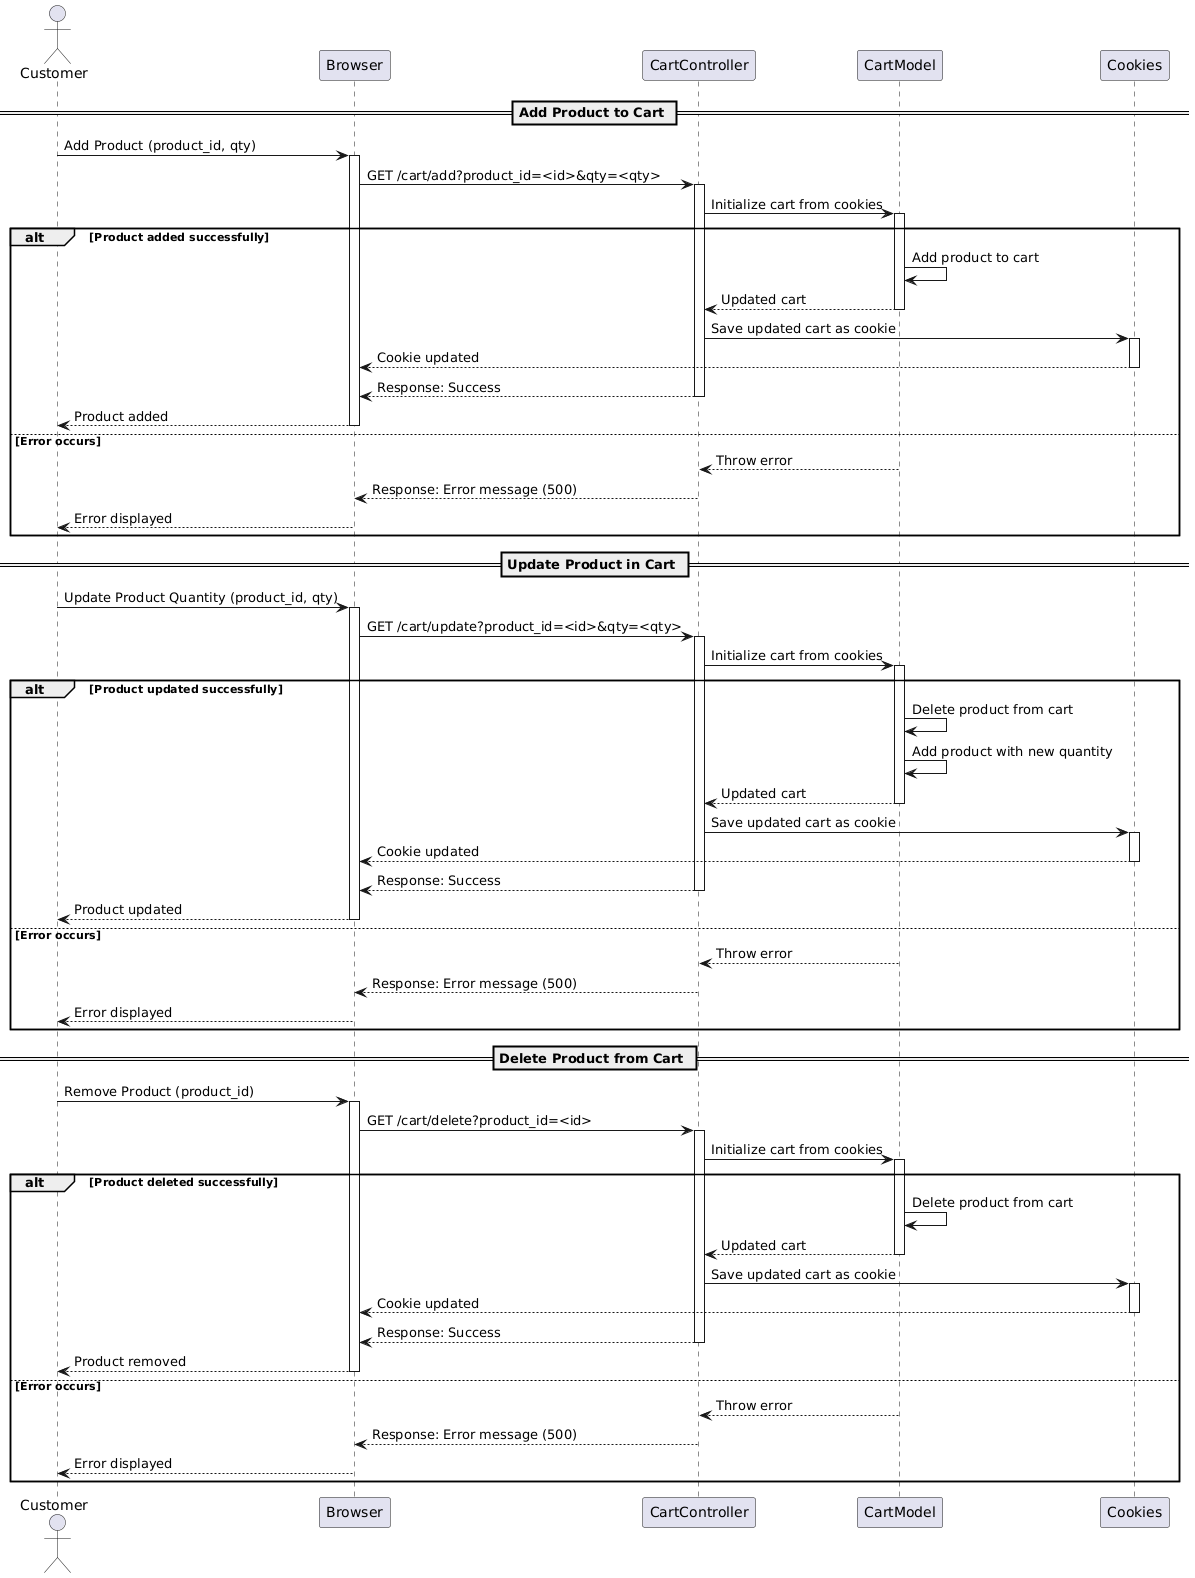 Customer
Browser
CartController
CartModel
Cookies
Add Product to Cart
Add Product (product_id, qty)
GET /cart/add?product_id=<id>&qty=<qty>
Initialize cart from cookies
alt
[Product added successfully]
Add product to cart
Updated cart
Save updated cart as cookie
Cookie updated
Response: Success
Product added
[Error occurs]
Throw error
Response: Error message (500)
Error displayed
Update Product in Cart
Update Product Quantity (product_id, qty)
GET /cart/update?product_id=<id>&qty=<qty>
Initialize cart from cookies
alt
[Product updated successfully]
Delete product from cart
Add product with new quantity
Updated cart
Save updated cart as cookie
Cookie updated
Response: Success
Product updated
[Error occurs]
Throw error
Response: Error message (500)
Error displayed
Delete Product from Cart
Remove Product (product_id)
GET /cart/delete?product_id=<id>
Initialize cart from cookies
alt
[Product deleted successfully]
Delete product from cart
Updated cart
Save updated cart as cookie
Cookie updated
Response: Success
Product removed
[Error occurs]
Throw error
Response: Error message (500)
Error displayed
Customer
Browser
CartController
CartModel
Cookies